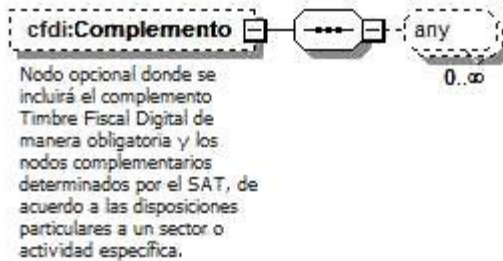 cfdi:Complemento
any
0..∞
Nodo opcional donde se
incluirá el complemento
Timbre Fiscal Digital de
manera obligatoria y los
nodos complementarios
determinados por el SAT, de
acuerdo a las disposiciones
particulares a un sector o
actividad específica.